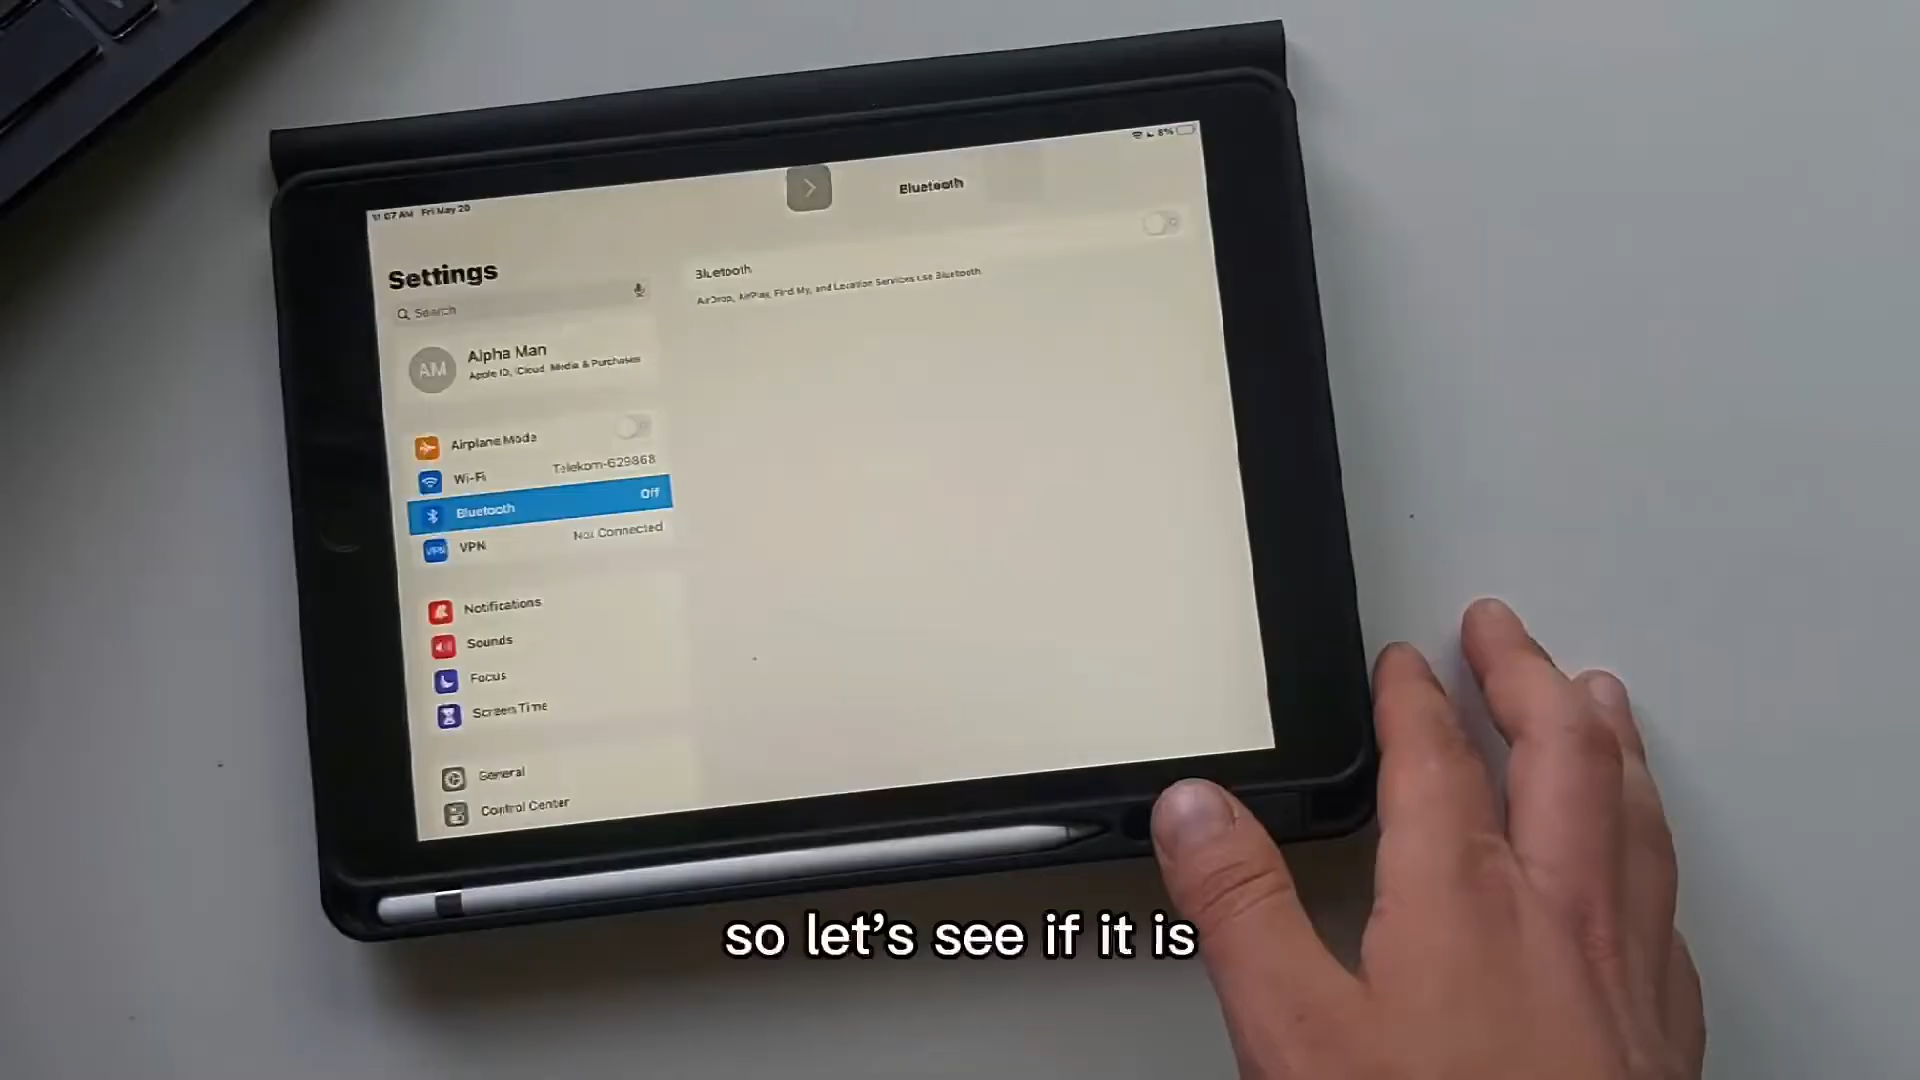 11:07 AM Fri May 20
8%
Settings
Search
AM
Alpha Man
Apple ID, iCloud, Media & Purchases
Airplane Mode
Wi-Fi Telekom-629868
Bluetooth Off
VPN VPN Not Connected
Notifications
Sounds
Focus
Screen Time
General
Control Center
Bluetooth
Bluetooth
AirDrop, AirPlay, Find My, and Location Services use Bluetooth.
so let's see if it is